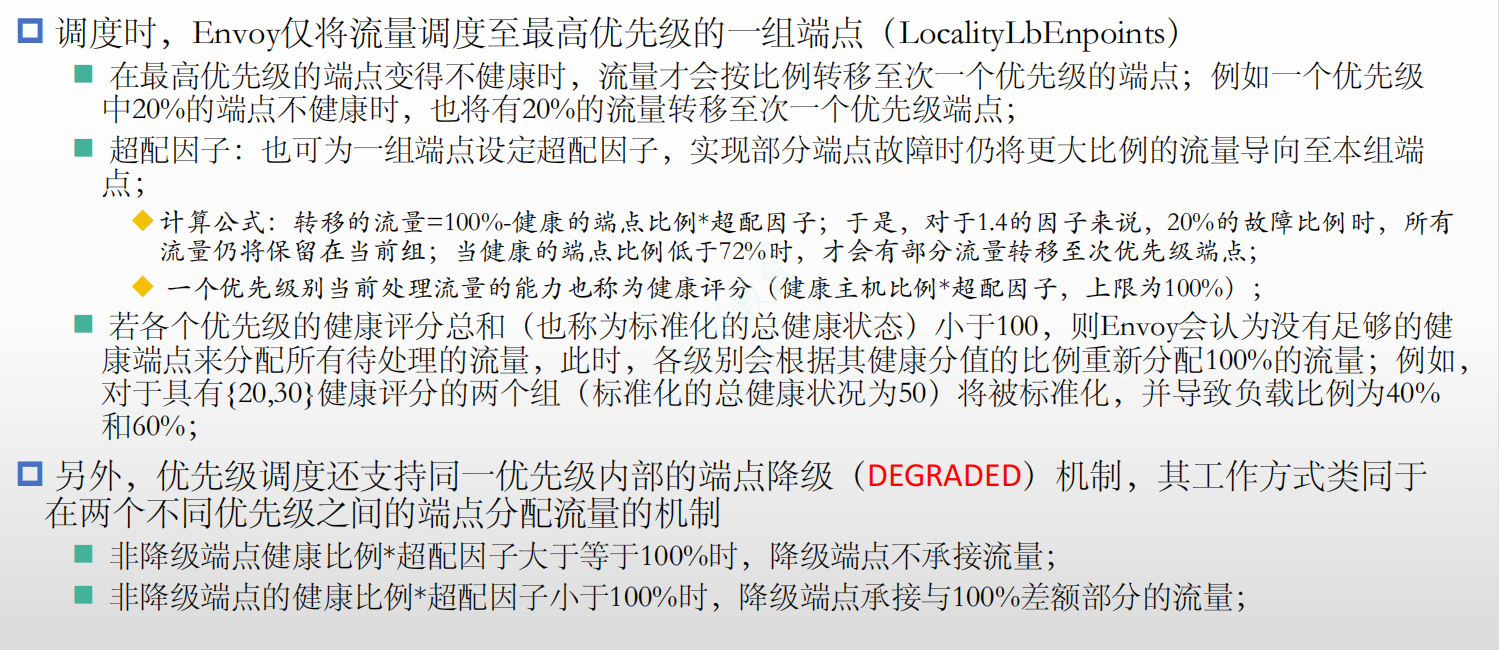 调度时，Envoy仅将流量调度至最高优先级的一组端点（LocalityLbEnpoints）
在最高优先级的端点变得不健康时，流量才会按比例转移至次一个优先级的端点；例如一个优先级
中20%的端点不健康时，也将有20%的流量转移至次一个优先级端点；
超配因子：也可为一组端点设定超配因子，实现部分端点故障时仍将更大比例的流量导向至本组端
点；
计算公式：转移的流量=100%-健康的端点比例*超配因子；于是，对于1.4的因子来说，20%的故障比例时，所有
流量仍将保留在当前组；当健康的端点比例低于72%时，才会有部分流量转移至次优先级端点；
一个优先级别当前处理流量的能力也称为健康评分（健康主机比例*超配因子，上限为100%）；
若各个优先级的健康评分总和（也称为标准化的总健康状态）小于100，则Envoy会认为没有足够的健
康端点来分配所有待处理的流量，此时，各级别会根据其健康分值的比例重新分配100%的流量；例如，
对于具有{20,30}健康评分的两个组（标准化的总健康状况为50）将被标准化，并导致负载比例为40%
和60%；
另外，优先级调度还支持同一优先级内部的端点降级（DEGRADED）机制，其工作方式类同于
在两个不同优先级之间的端点分配流量的机制
非降级端点健康比例*超配因子大于等于100%时，降级端点不承接流量；
非降级端点的健康比例*超配因子小于100%时，降级端点承接与100%差额部分的流量；